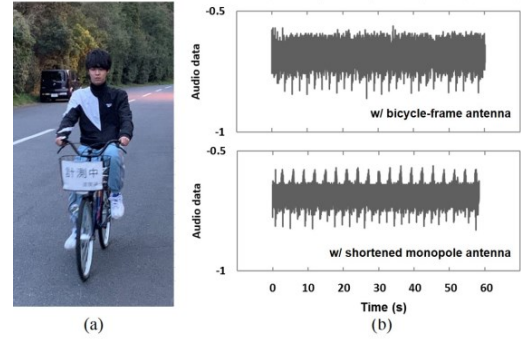 計測中
-0.5
Audio data
w/ bicycle-frame antenna
-1
-0.5
Audio data
w/ shortened monopole antenna
-1
0 10 20 30 40 50 60
Time (s)
(a)
(b)